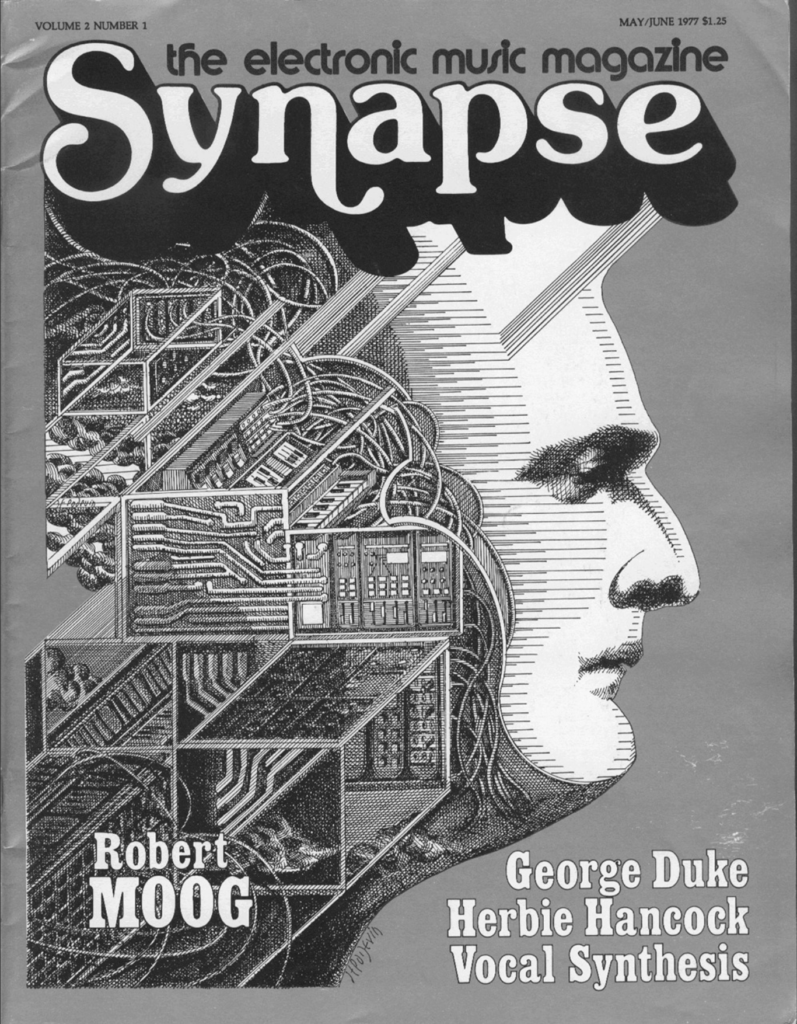 VOLUME 2 NUMBER 1
MAY/JUNE 1977 $1.25
the electronic music magazine
Synapse
Robert
MOOG
George Duke
Herbie Hancock
Vocal Synthesis